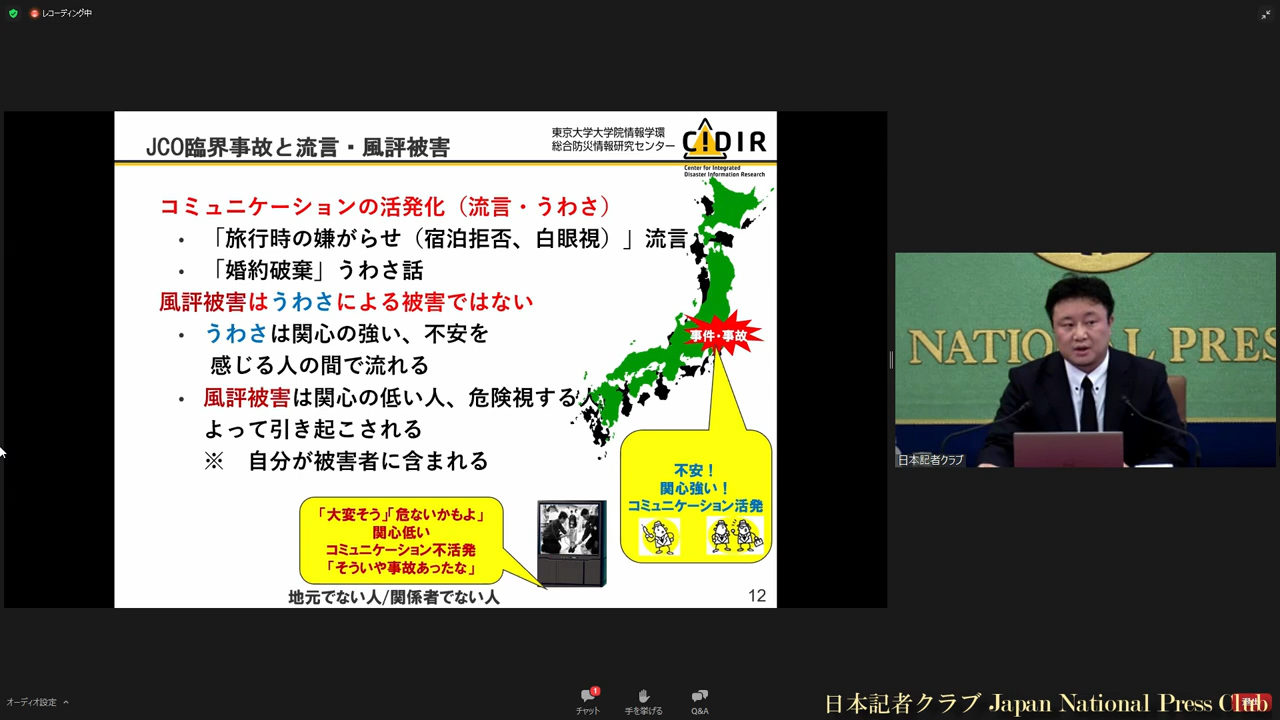 レコーディング中
JCO臨界事故と流言・風評被害
東京大学大学院情報学環
総合防災情報研究センター
C!DIR
Center for Integrated
Disaster Information Research
コミュニケーションの活発化（流言・うわさ）
・ 「旅行時の嫌がらせ（宿泊拒否、白眼視）」流言
・ 「婚約破棄」うわさ話
風評被害はうわさによる被害ではない
・ うわさは関心の強い、不安を
感じる人の間で流れる
・ 風評被害は関心の低い人、危険視する人
よって引き起こされる
※ 自分が被害者に含まれる
事件・事故
不安！
関心強い！
コミュニケーション活発
「大変そう」「危ないかもよ」
関心低い
コミュニケーション不活発
「そういや事故あったな」
地元でない人/関係者でない人
12
NATIONAL PRES
日本記者クラブ
オーディオ設定
1
チャット
手を挙げる
Q&A
日本記者クラブ Japan National Press Club